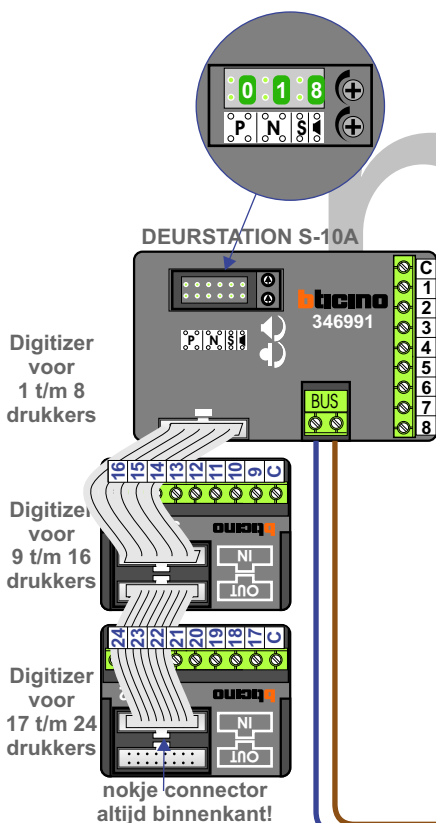 0 1 8
P N S
DEURSTATION S-10A
bticino
346991
P N S
BUS
C
1
2
3
4
5
6
7
8
Digitizer
voor
1 t/m 8
drukkers
16 15 14 13 12 11 10 9 C
bticino
IN
OUT
Digitizer
voor
9 t/m 16
drukkers
24 23 22 21 20 19 18 17 C
bticino
IN
OUT
Digitizer
voor
17 t/m 24
drukkers
nokje connector
altijd binnenkant!